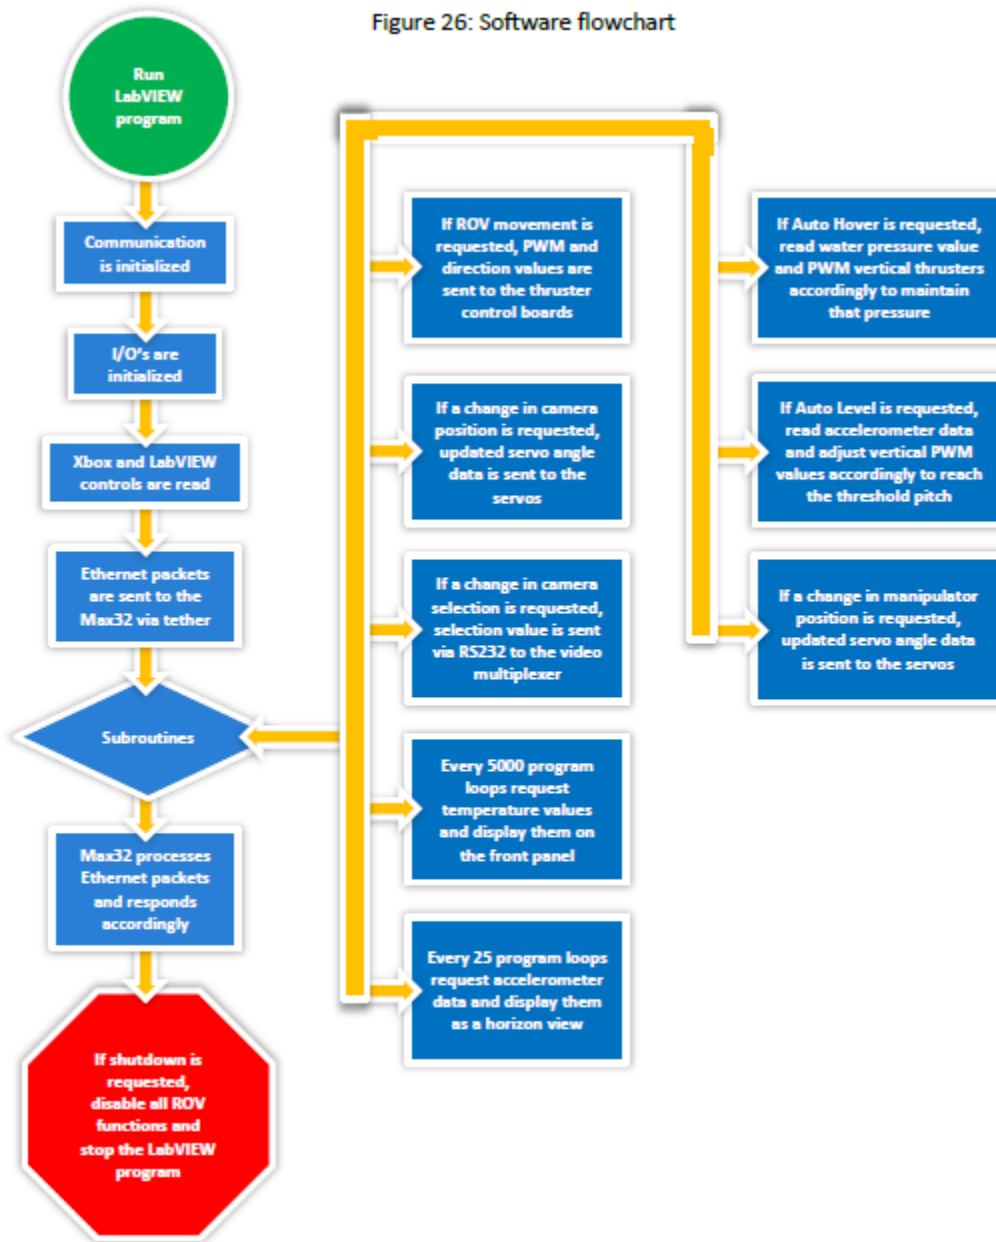 Figure 26: Software flowchart
Run
LabVIEW
program
Communication
is initialized
I/O's are
initialized
Xbox and LabVIEW
controls are read
Ethernet packets
are sent to the
Max32 via tether
Subroutines
Max32 processes
Ethernet packets
and responds
accordingly
If shutdown is
requested,
disable all ROV
functions and
stop the LabVIEW
program
If ROV movement is
requested, PWM and
direction values are
sent to the thruster
control boards
If a change in camera
position is requested,
updated servo angle
data is sent to the
servos
If a change in camera
selection is requested,
selection value is sent
via RS232 to the video
multiplexer
Every 5000 program
loops request
temperature values
and display them on
the front panel
Every 25 program loops
request accelerometer
data and display them
as a horizon view
If Auto Hover is requested,
read water pressure value
and PWM vertical thrusters
accordingly to maintain
that pressure
If Auto Level is requested,
read accelerometer data
and adjust vertical PWM
values accordingly to reach
the threshold pitch
If a change in manipulator
position is requested,
updated servo angle data
is sent to the servos